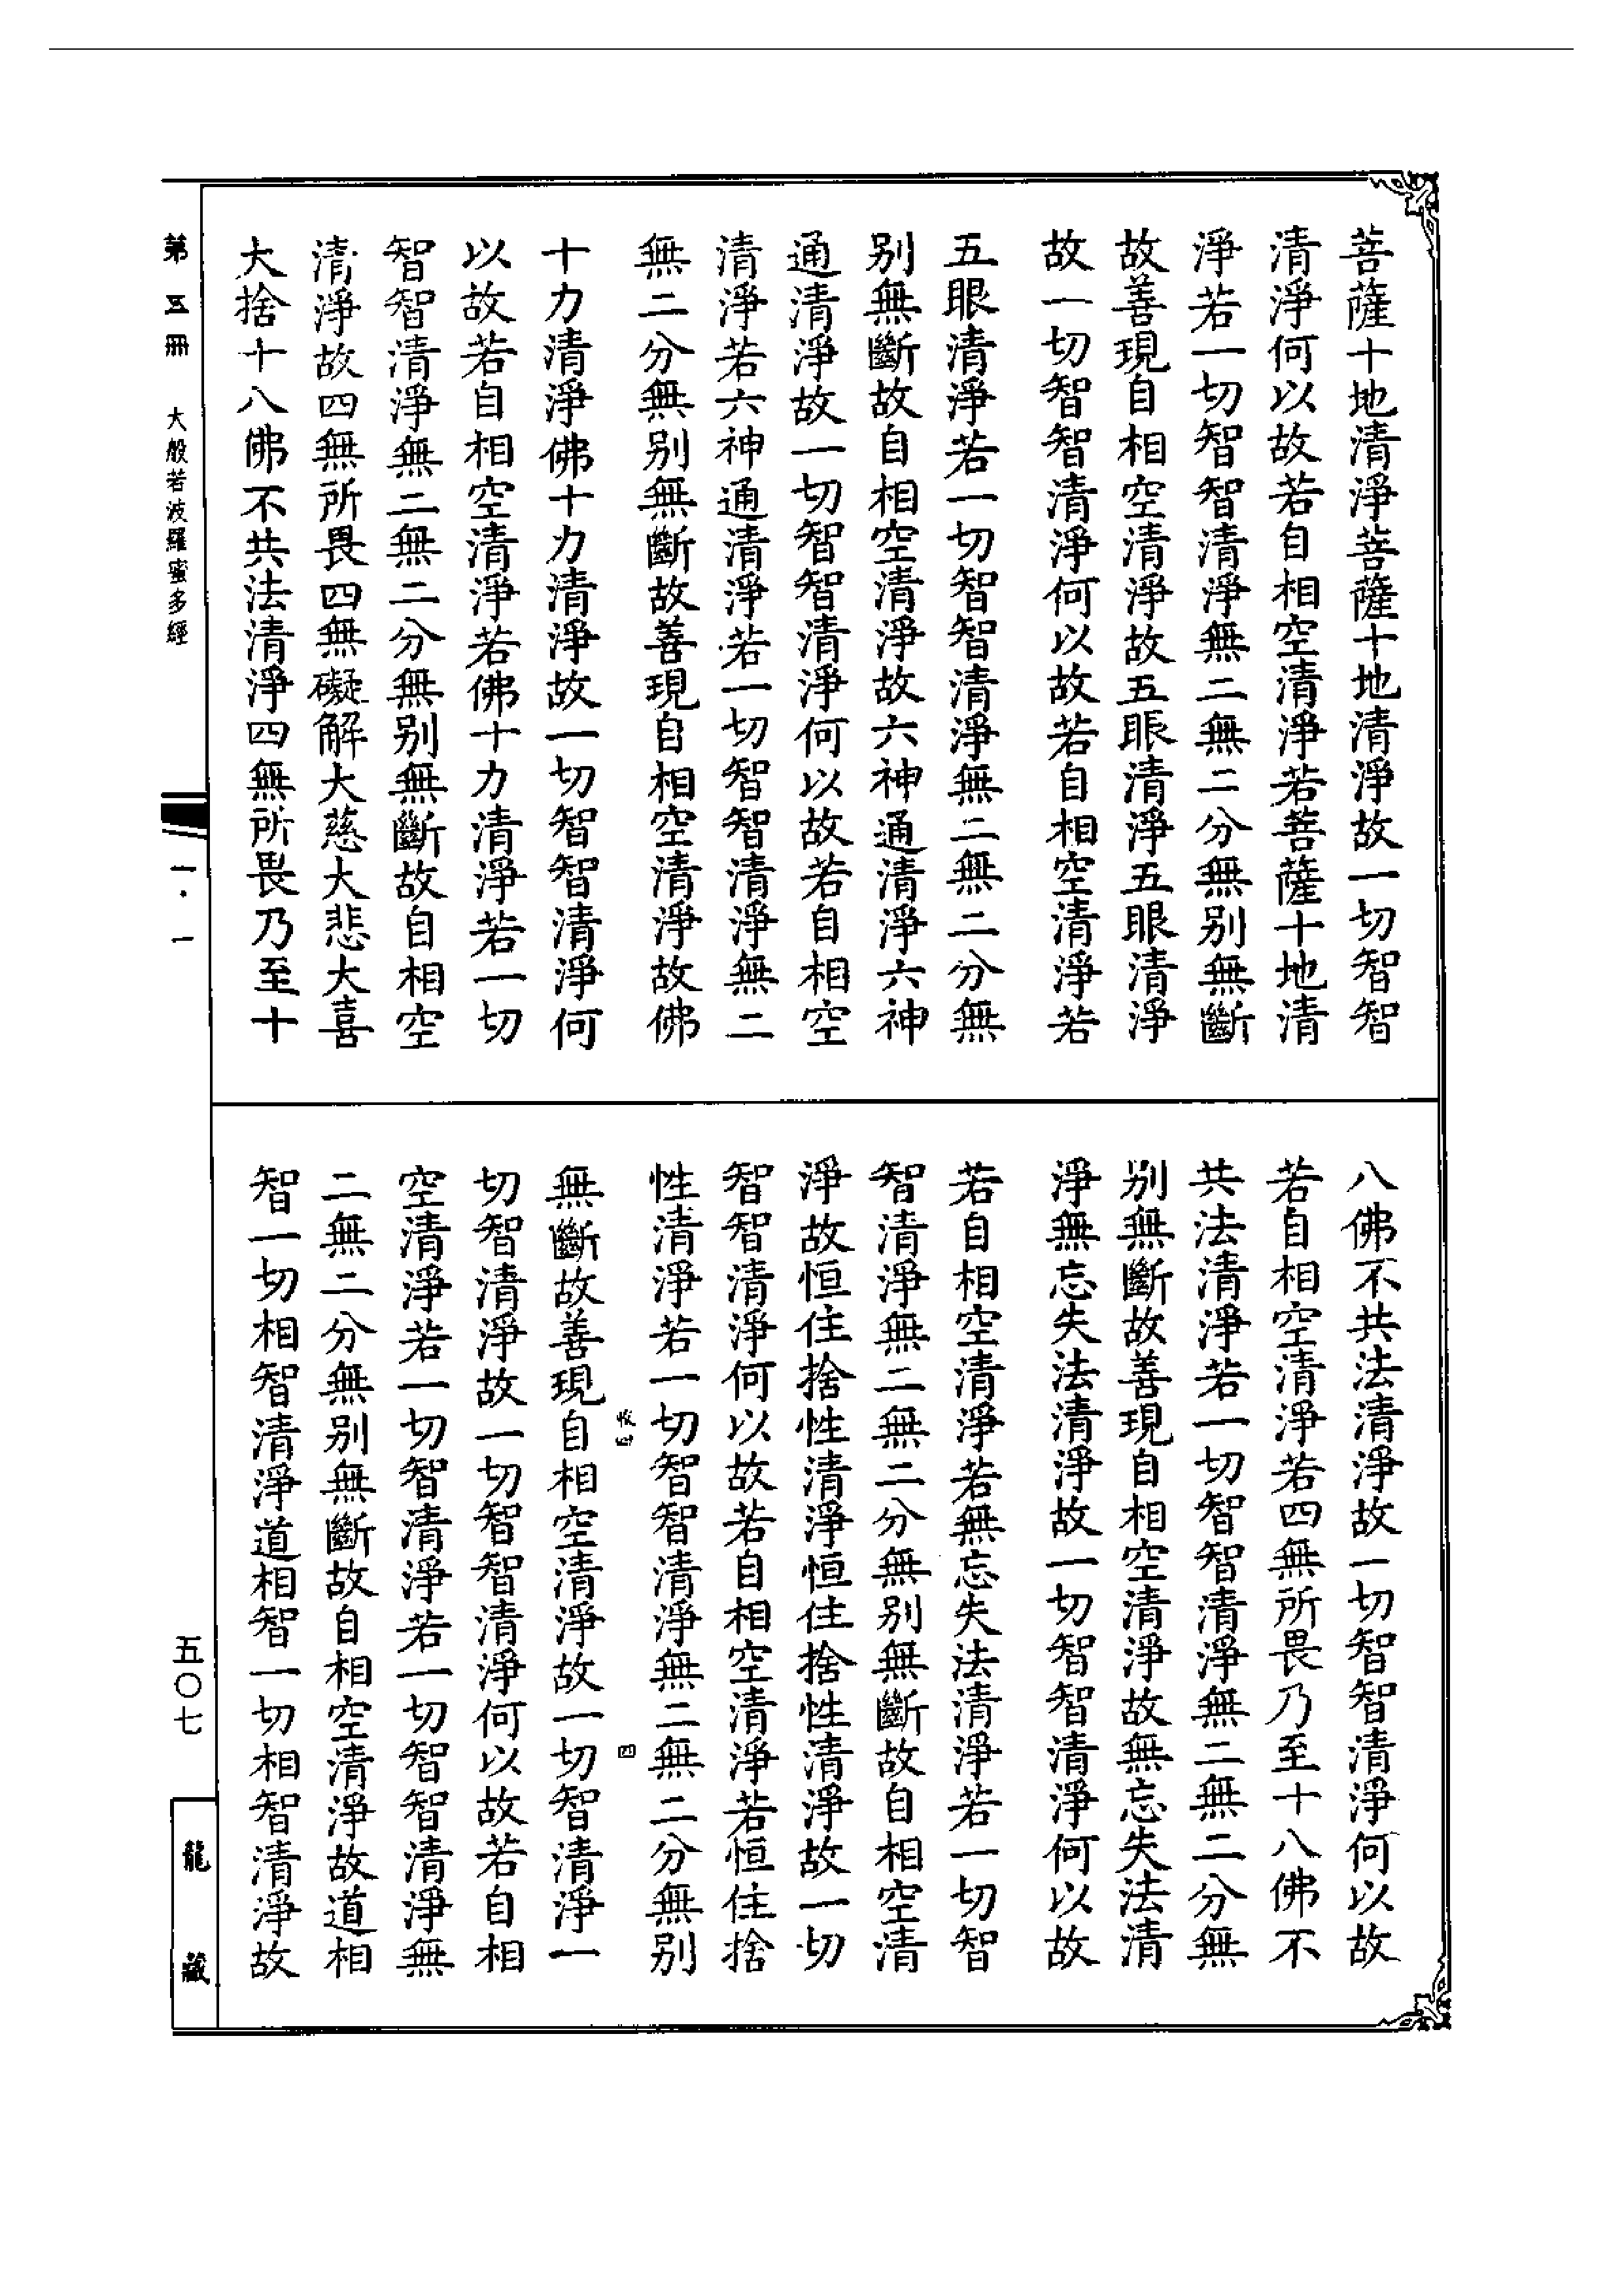 菩薩十地清淨菩薩十地清淨故一切智智
清淨何以故若自相空清淨若菩薩十地清
淨若一切智智清淨無二無二分無別無斷
故善現自相空清淨故五眼清淨五眼清淨
故一切智智清淨何以故若自相空清淨若
五眼清淨若一切智智清淨無二無二分無
別無斷故自相空清淨故六神通清淨六神
通清淨故一切智智清淨何以故若自相空
清淨若六神通清淨若一切智智清淨無二
無二分無別無斷故善現自相空清淨故佛
十力清淨佛十力清淨故一切智智清淨何
以故若自相空清淨若佛十力清淨若一切
智智清淨無二無二分無別無斷故自相空
清淨故四無所畏四無礙解大慈大悲大喜
大捨十八佛不共法清淨四無所畏乃至十
八佛不共法清淨故一切智智清淨何以故
若自相空清淨若四無所畏乃至十八佛不
共法清淨若一切智智清淨無二無二分無
別無斷故善現自相空清淨故無忘失法清
淨無忘失法清淨故一切智智清淨何以故
若自相空清淨若無忘失法清淨若一切智
智清淨無二無二分無別無斷故自相空清
淨故恒住捨性清淨恒住捨性清淨故一切
智智清淨何以故若自相空清淨若恒住捨
性清淨若一切智智清淨無二無二分無別
四
無斷故善現自相空清淨故一切智清淨一
切智清淨故一切智智清淨何以故若自相
空清淨若一切智清淨若一切智智清淨無
二無二分無別無斷故自相空清淨故道相
智一切相智清淨道相智一切相智清淨故
第五冊
大般若波羅蜜多經
一·一
五〇七
龍藏